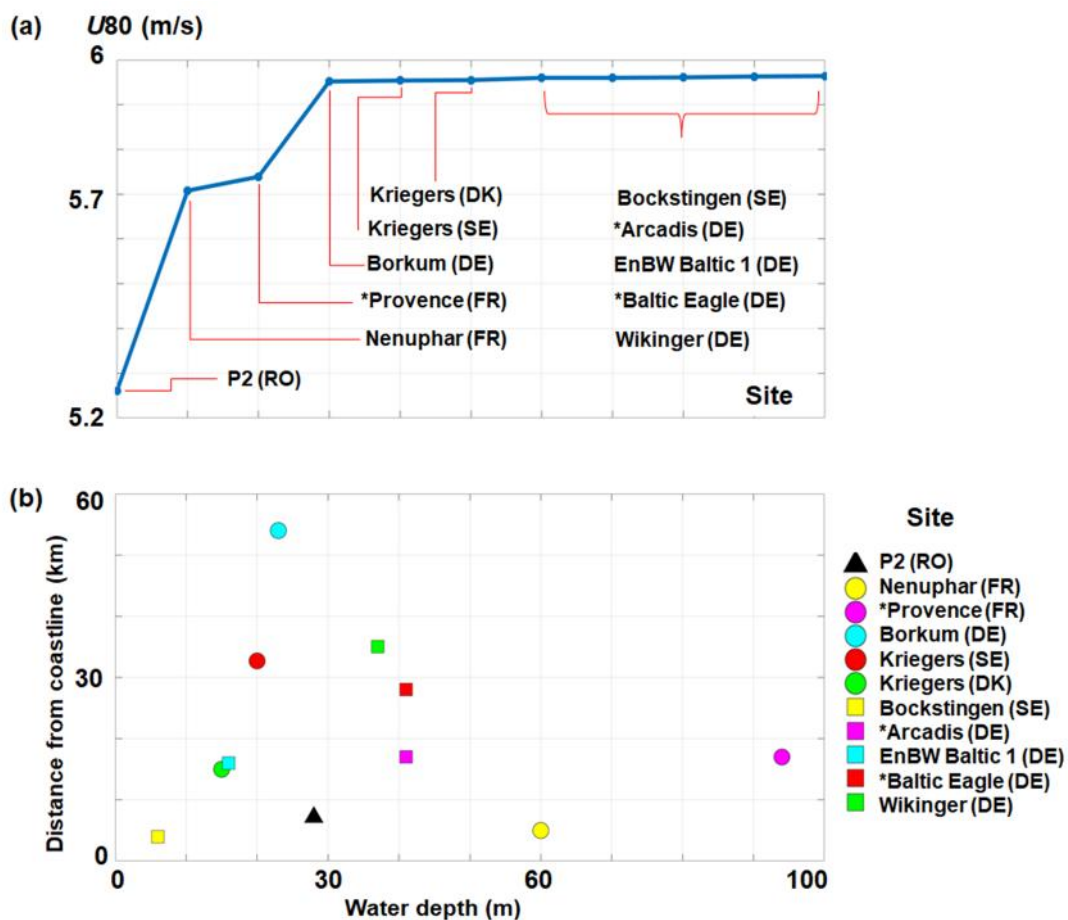 (a) U80 (m/s)
6
5.7
5.2
Kriegers (DK)
Kriegers (SE)
Borkum (DE)
*Provence (FR)
Nenuphar (FR)
P2 (RO)
Bockstingen (SE)
*Arcadis (DE)
EnBW Baltic 1 (DE)
*Baltic Eagle (DE)
Wikinger (DE)
Site
(b)
Distance from coastline (km)
60
30
0
0 30 60 100
Water depth (m)
Site
P2 (RO)
Nenuphar (FR)
*Provence (FR)
Borkum (DE)
Kriegers (SE)
Kriegers (DK)
Bockstingen (SE)
*Arcadis (DE)
EnBW Baltic 1 (DE)
*Baltic Eagle (DE)
Wikinger (DE)